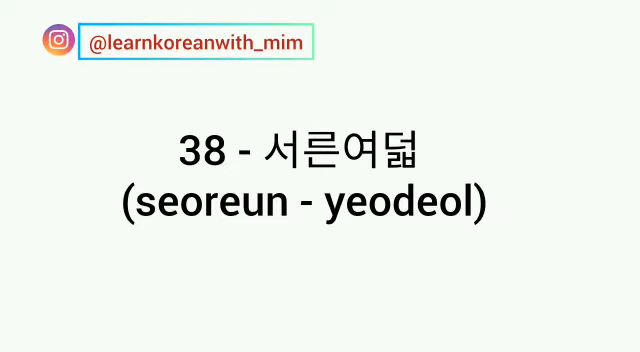 @learnkoreanwith_mim
38 - 서른여덟
(seoreun - yeodeol)